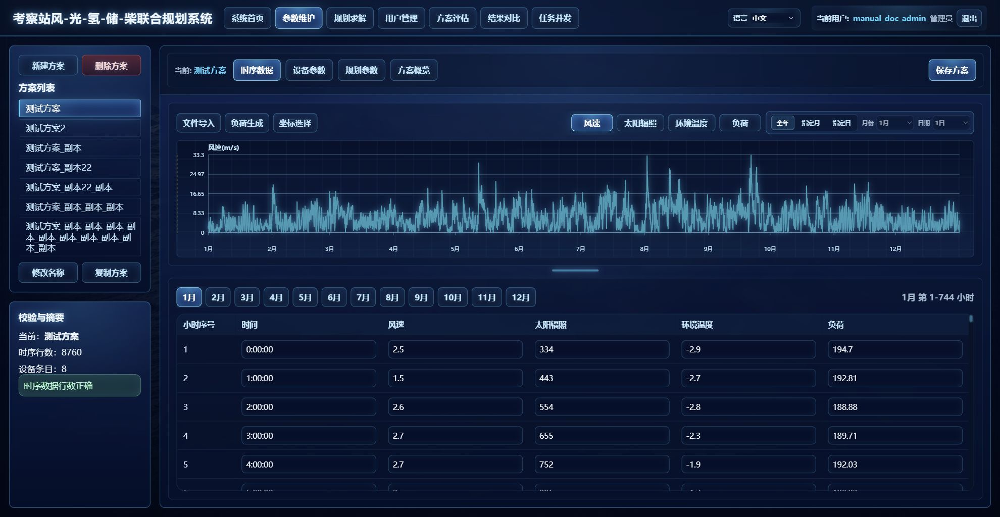 考察站风-光-氢-储-柴联合规划系统
系统首页
参数维护
规划求解
用户管理
方案评估
结果对比
任务并发
语言 中文
当前用户: manual_doc_admin 管理员
退出
新建方案
删除方案
方案列表
测试方案
测试方案2
测试方案_副本
测试方案_副本22
测试方案_副本22_副本
测试方案_副本_副本_副本
测试方案_副本_副本_副本_副
本_副本_副本_副本_副本_副
本_副本
修改名称
复制方案
校验与摘要
当前：测试方案
时序行数：8760
设备条目：8
时序数据行数正确
当前: 测试方案
时序数据
设备参数
规划参数
方案概览
保存方案
文件导入
负荷生成
坐标选择
风速
太阳辐照
环境温度
负荷
全年
指定月
指定日
月份 1月
日期 1日
风速(m/s)
33.3
24.97
16.65
8.33
0
1月 2月 3月 4月 5月 6月 7月 8月 9月 10月 11月 12月
1月 2月 3月 4月 5月 6月 7月 8月 9月 10月 11月 12月
1月 第 1-744 小时
小时序号 时间 风速 太阳辐照 环境温度 负荷
1 0:00:00 2.5 334 -2.9 194.7
2 1:00:00 1.5 443 -2.7 192.81
3 2:00:00 2.6 554 -2.8 188.88
4 3:00:00 2.7 655 -2.3 189.71
5 4:00:00 2.7 752 -1.9 192.03